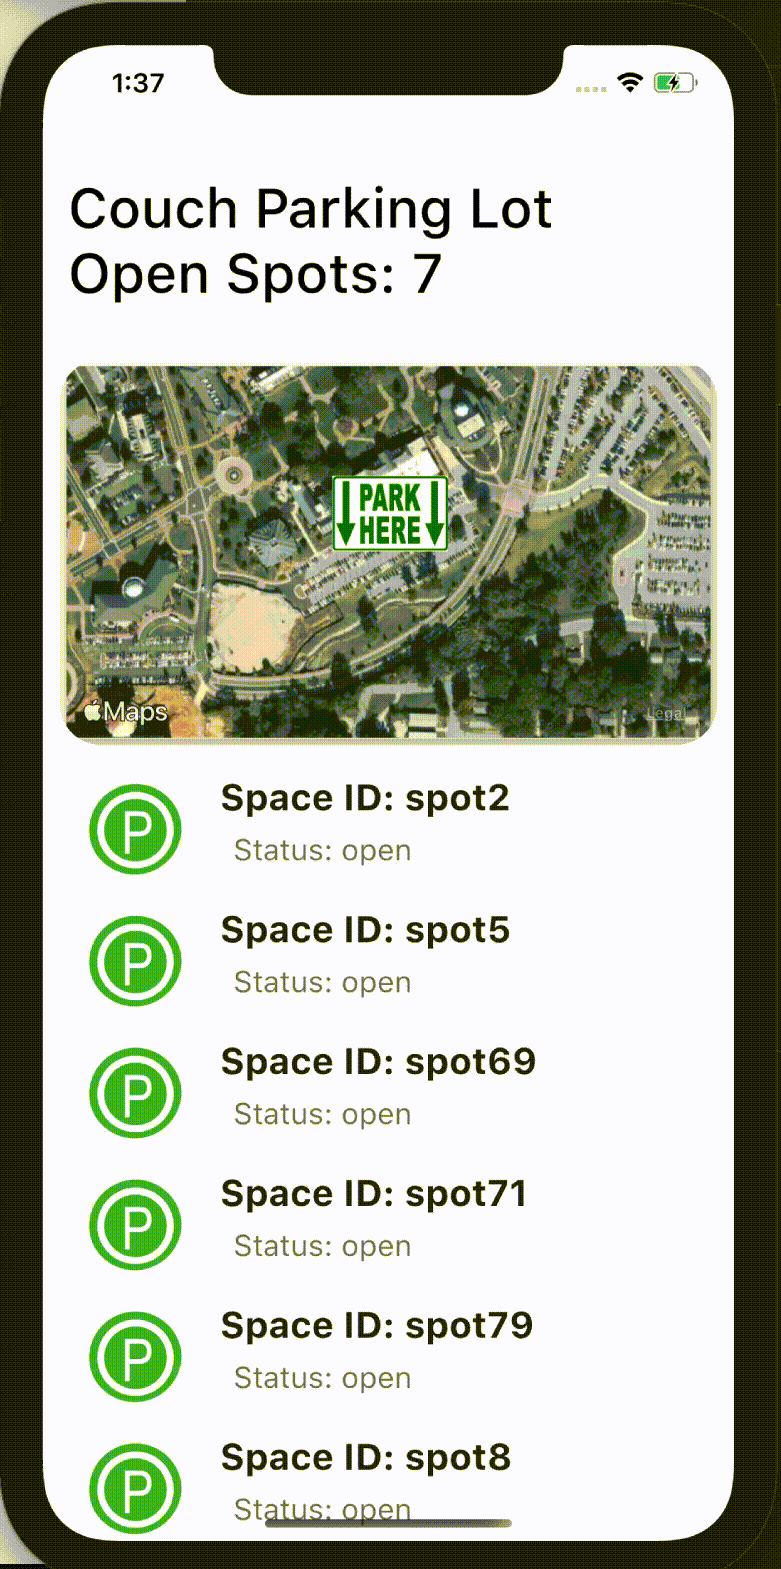 1:37
Couch Parking Lot
Open Spots: 7
PARK
HERE
Maps
Legal
P
Space ID: spot2
Status: open
P
Space ID: spot5
Status: open
P
Space ID: spot69
Status: open
P
Space ID: spot71
Status: open
P
Space ID: spot79
Status: open
P
Space ID: spot8
Status: open